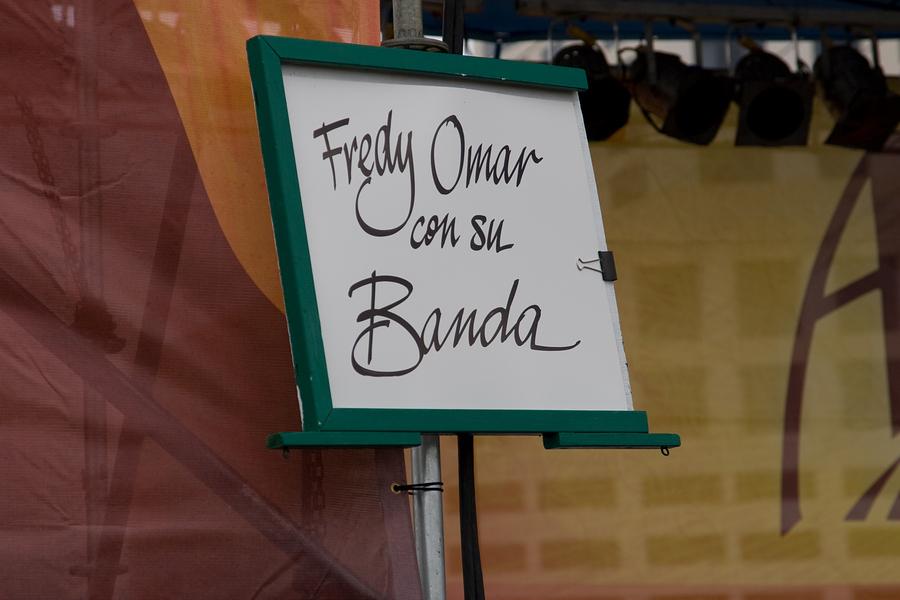 Fredy Omar
con su
Banda